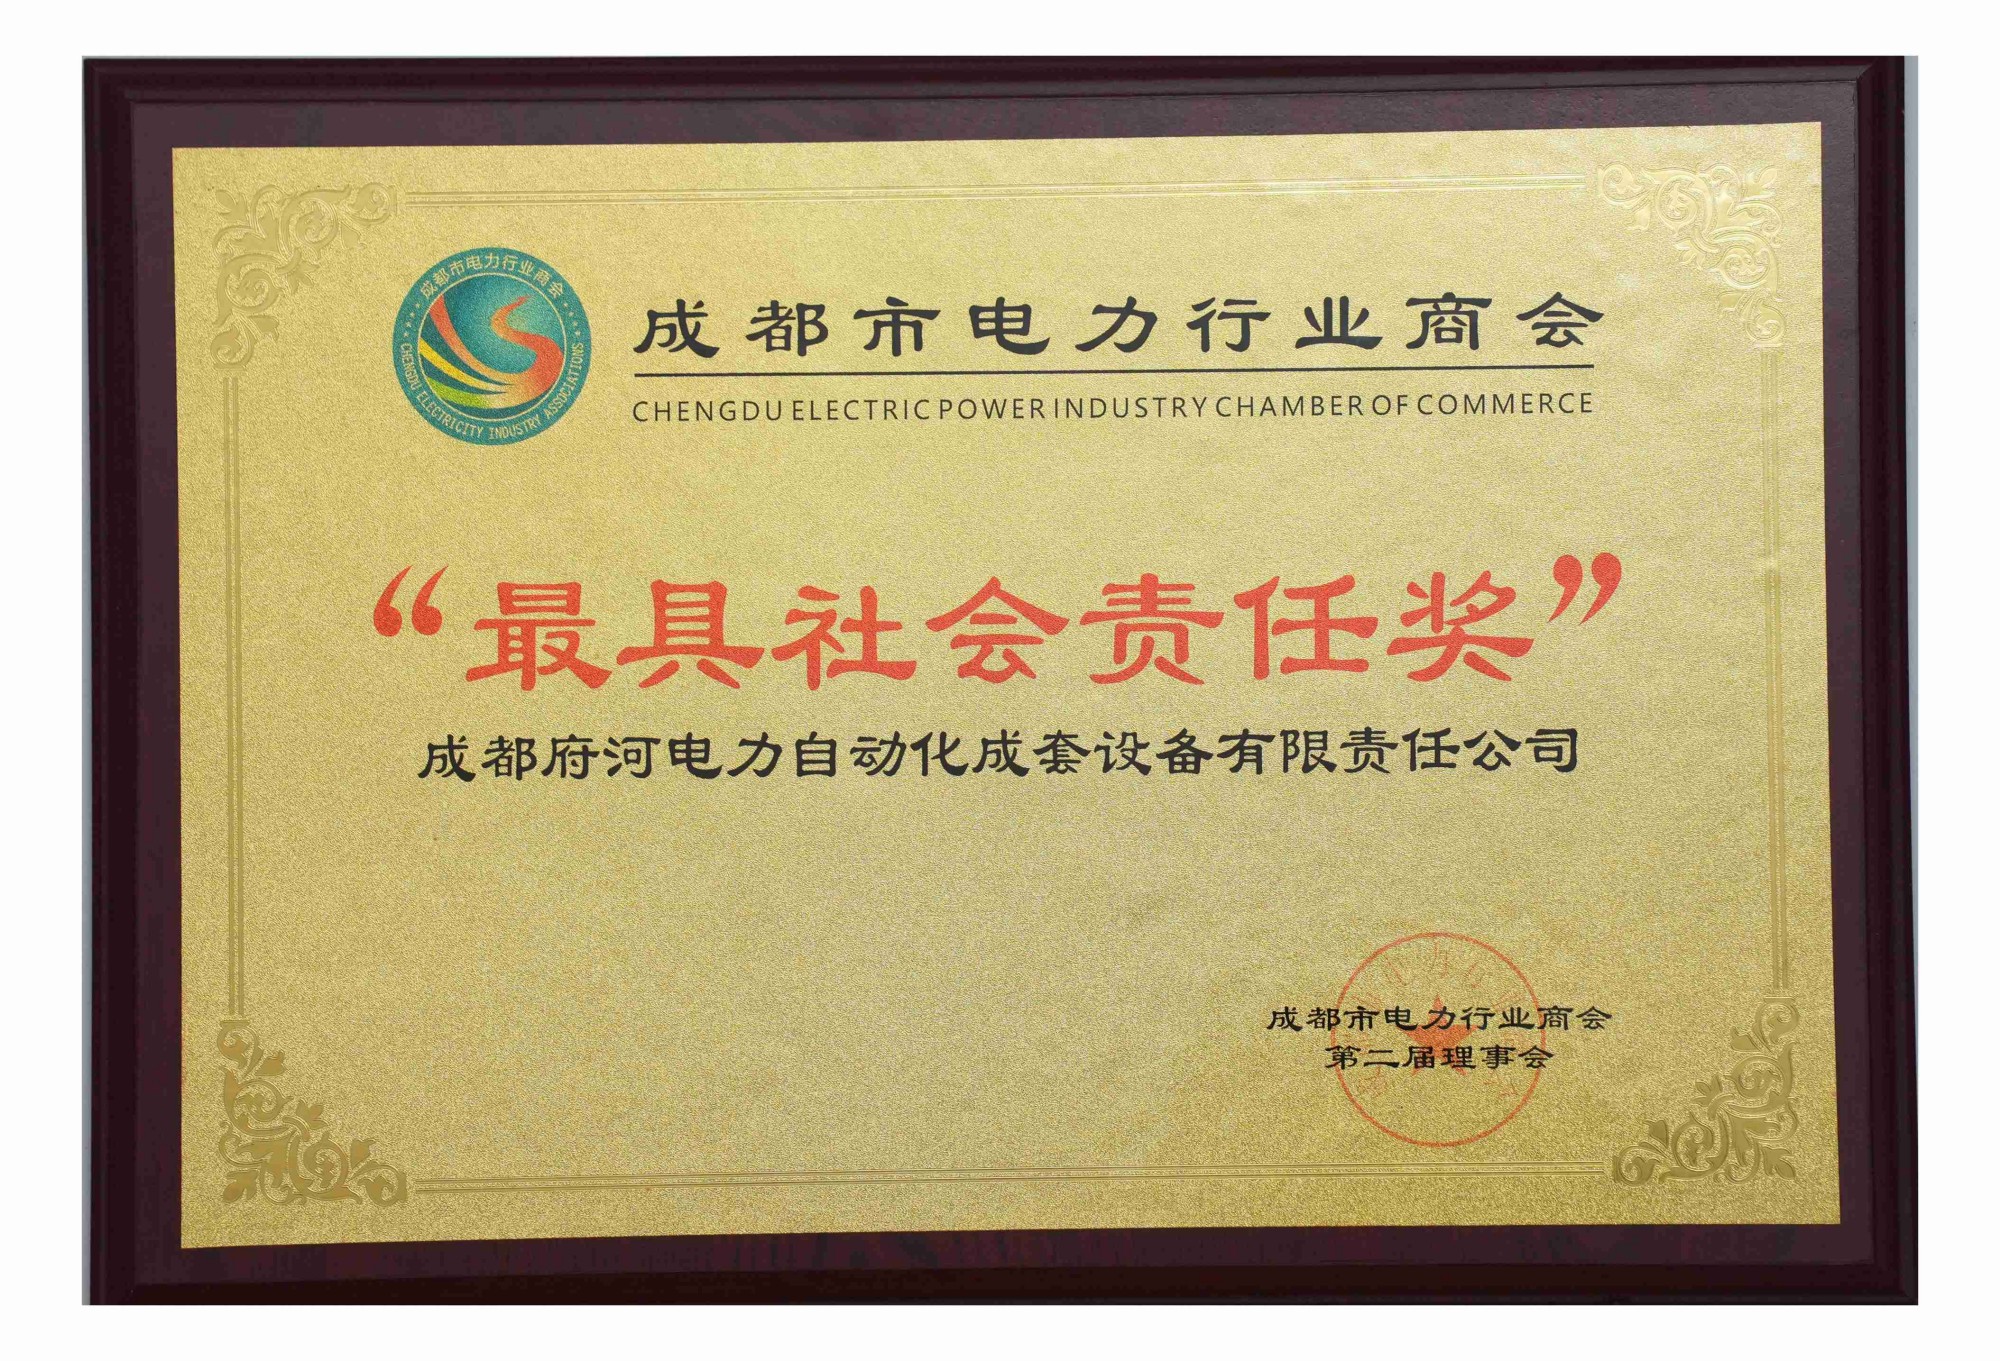 成都市电力行业商会
CHENGDU ELECTRICITY INDUSTRY ASSOCIATIONS
成都市电力行业商会
CHENGDU ELECTRIC POWER INDUSTRY CHAMBER OF COMMERCE
“最具社会责任奖”
成都府河电力自动化成套设备有限责任公司
成都市电力行业商会
第二届理事会